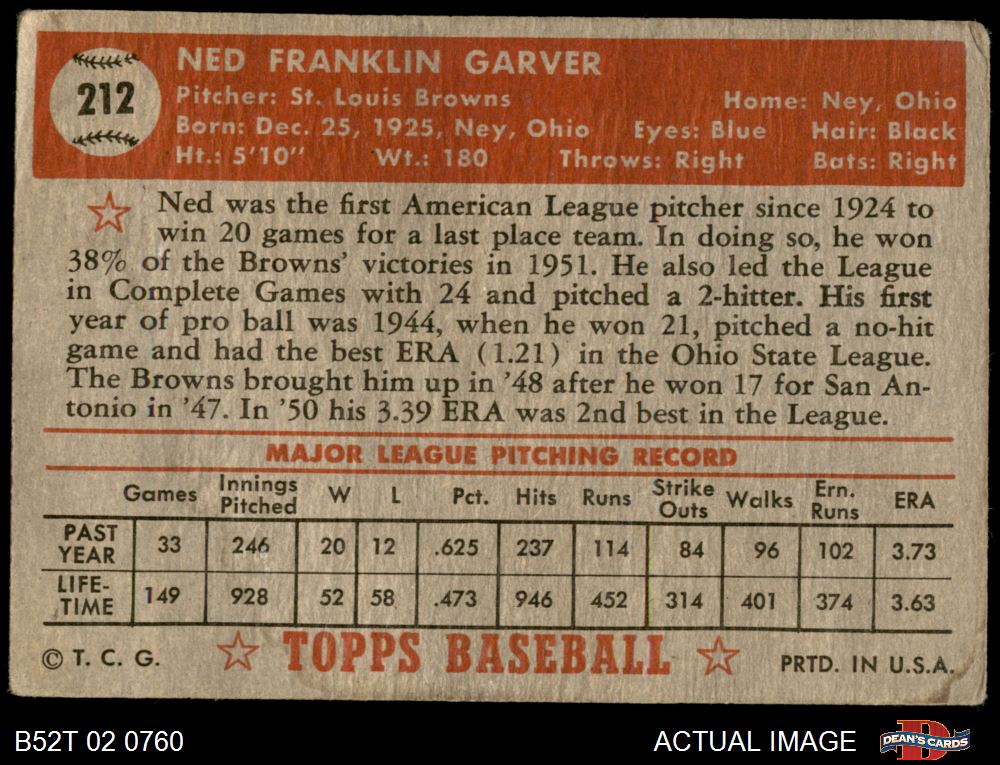 212
NED FRANKLIN GARVER
Pitcher: St. Louis Browns Home: Ney, Ohio
Born: Dec. 25, 1925, Ney, Ohio Eyes: Blue Hair: Black
Ht.: 5'10" Wt.: 180 Throws: Right Bats: Right
Ned was the first American League pitcher since 1924 to
win 20 games for a last place team. In doing so, he won
38% of the Browns' victories in 1951. He also led the League
in Complete Games with 24 and pitched a 2-hitter. His first
year of pro ball was 1944, when he won 21, pitched a no-hit
game and had the best ERA (1.21) in the Ohio State League.
The Browns brought him up in '48 after he won 17 for San An-
tonio in '47. In '50 his 3.39 ERA was 2nd best in the League.
MAJOR LEAGUE PITCHING RECORD
Games Innings Pitched W L Pct. Hits Runs Strike Outs Walks Ern. Runs ERA
PAST YEAR 33 246 20 12 .625 237 114 84 96 102 3.73
LIFE-TIME 149 928 52 58 .473 946 452 314 401 374 3.63
© T. C. G. TOPPS BASEBALL PRTD. IN U.S.A.
B52T 02 0760 ACTUAL IMAGE DEAN'S CARDS